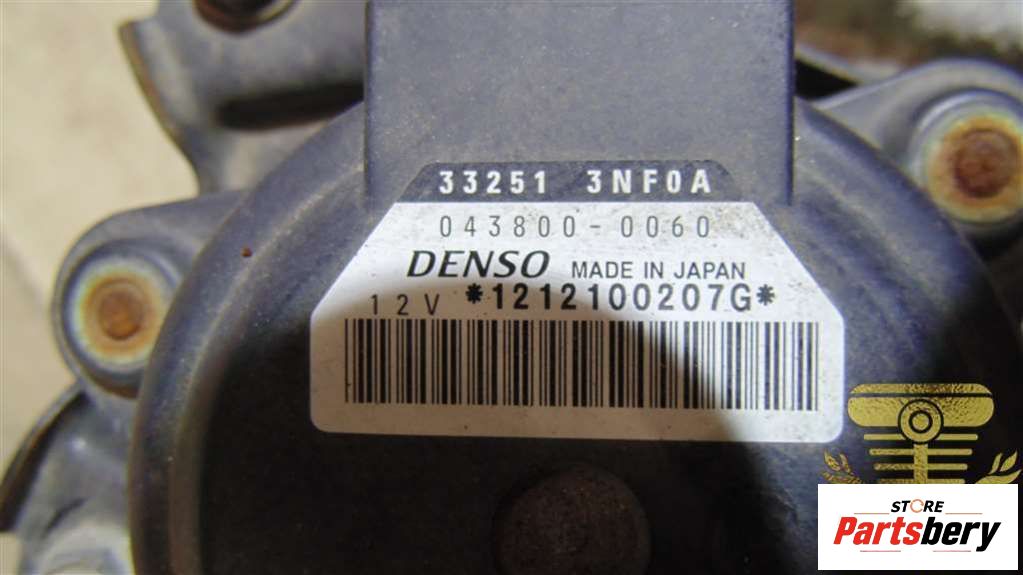 33251 3NF0A
043800-0060
DENSO MADE IN JAPAN
12V *1212100207G*
STORE
Partsbery